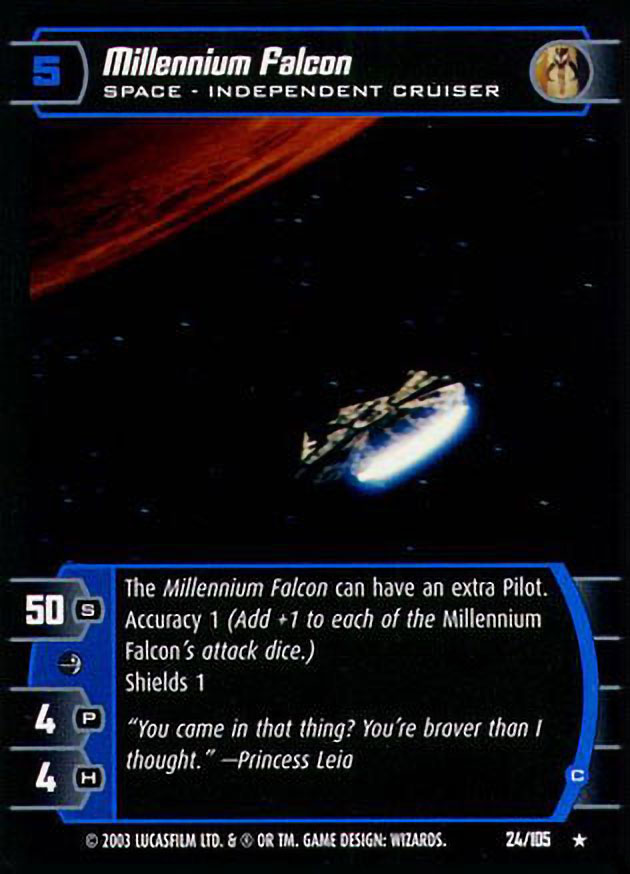 5
Millennium Falcon
SPACE - INDEPENDENT CRUISER
50 S
4 P
4 H
The Millennium Falcon can have an extra Pilot.
Accuracy 1 (Add +1 to each of the Millennium
Falcon's attack dice.)
Shields 1
"You came in that thing? You're braver than I
thought." —Princess Leia
C
© 2003 LUCASFILM LTD. & ® OR TM. GAME DESIGN: WIZARDS.
24/105 ★